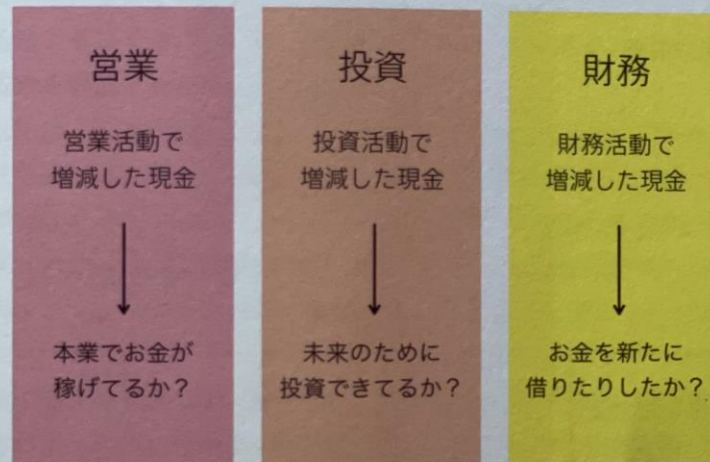 営業
営業活動で
増減した現金
本業でお金が
稼げてるか?
投資
投資活動で
増減した現金
未来のために
投資できてるか?
財務
財務活動で
増減した現金
お金を新たに
借りたりしたか?